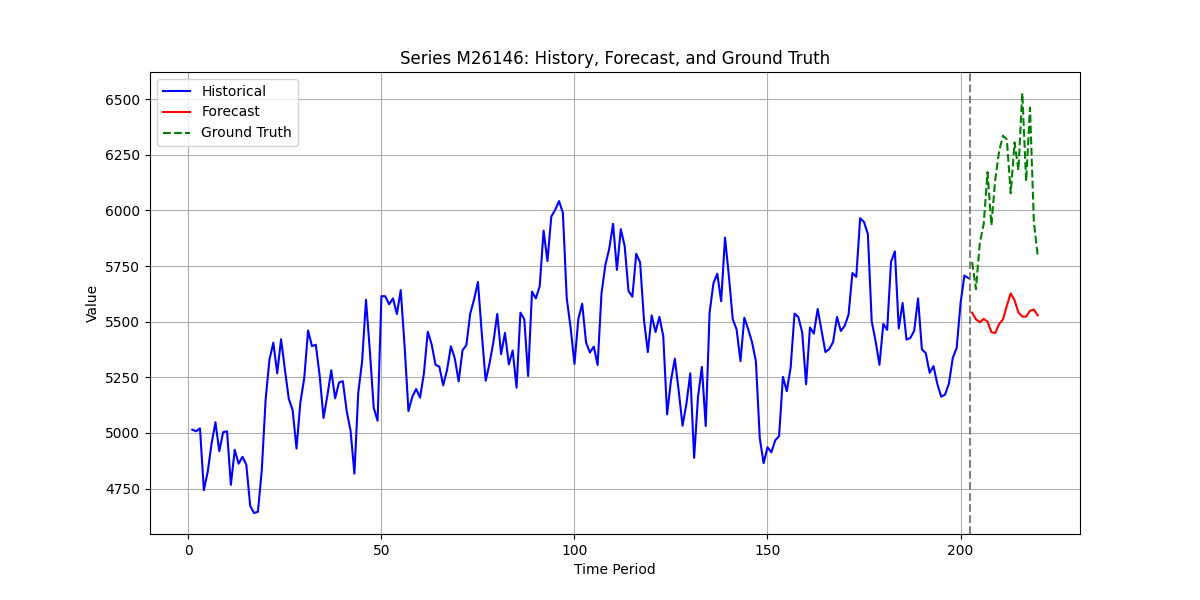 Series M26146: History, Forecast, and Ground Truth
Historical
Forecast
Ground Truth
6500
6250
6000
5750
5500
5250
5000
4750
Value
0
50
100
150
200
Time Period